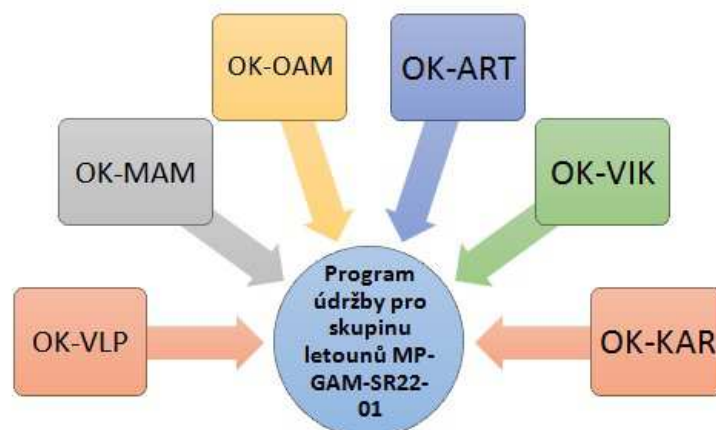 OK-OAM
OK-ART
OK-MAM
OK-VIK
Program
údržby pro
skupinu
letounů MP-
GAM-SR22-
01
OK-VLP
OK-KAR